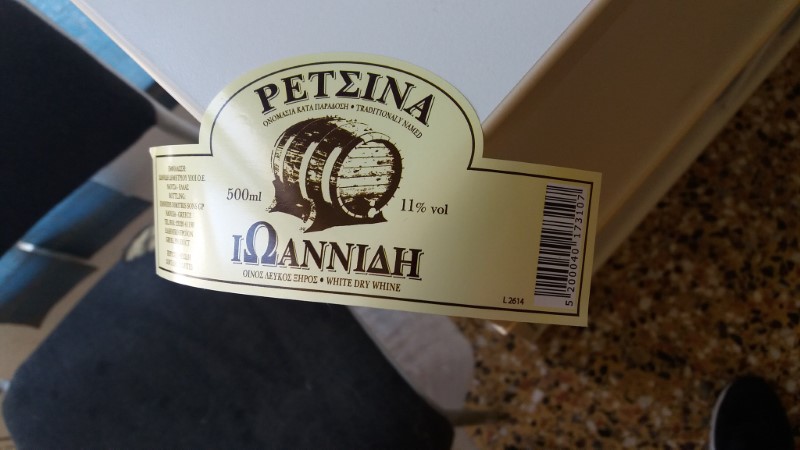 ΡΕΤΣΙΝΑ
ΟΝΟΜΑΣΙΑ ΚΑΤΑ ΠΑΡΑΔΟΣΗ • TRADITIONALY NAMED
500ml
11% vol
ΙΩΑΝΝΙΔΗ
ΟΙΝΟΣ ΛΕΥΚΟΣ ΞΗΡΟΣ • WHITE DRY WHINE
L 2614
5 200040 173107